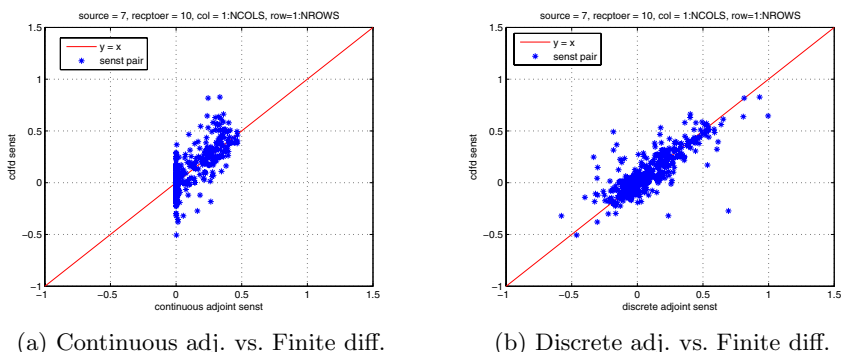 source = 7, recptoer = 10, col = 1:NCOLS, row=1:NROWS
1.5
1
0.5
0
−0.5
−1
cdfd senst
y = x
senst pair
−1 −0.5 0 0.5 1 1.5
continuous adjoint senst
(a) Continuous adj. vs. Finite diff.
source = 7, recptoer = 10, col = 1:NCOLS, row=1:NROWS
1.5
1
0.5
0
−0.5
−1
cdfd senst
y = x
senst pair
−1 −0.5 0 0.5 1 1.5
discrete adjoint senst
(b) Discrete adj. vs. Finite diff.